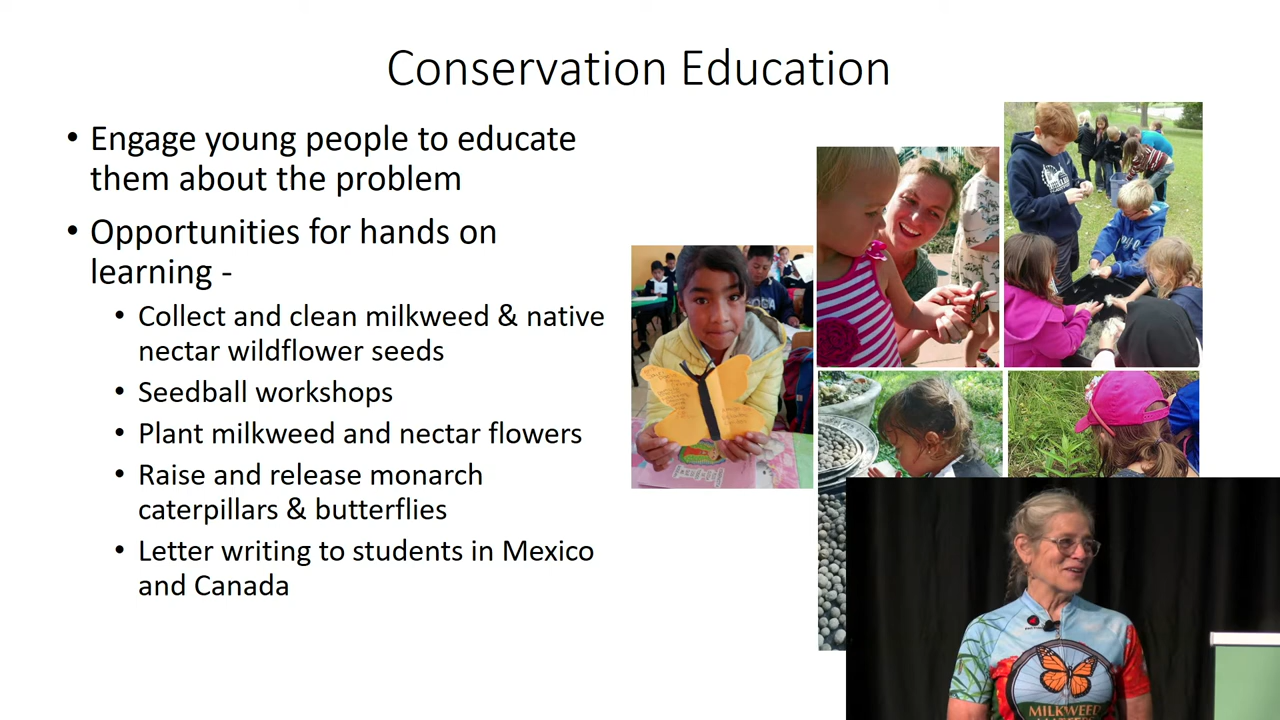 Conservation Education
• Engage young people to educate
them about the problem
• Opportunities for hands on
learning -
• Collect and clean milkweed & native
nectar wildflower seeds
• Seedball workshops
• Plant milkweed and nectar flowers
• Raise and release monarch
caterpillars & butterflies
• Letter writing to students in Mexico
and Canada
MILKWEED